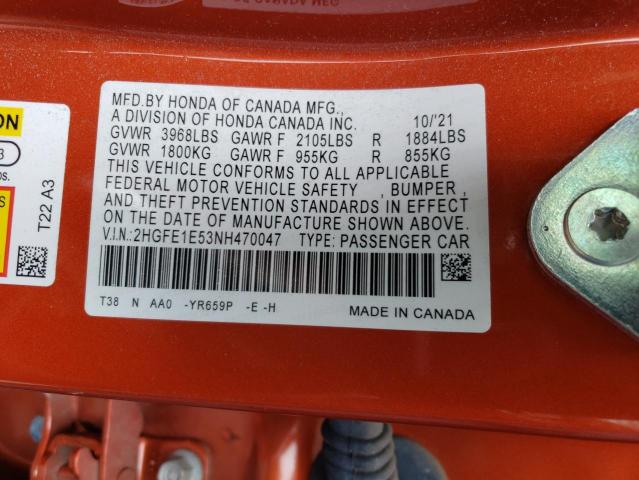 MFD.BY HONDA OF CANADA MFG.,
A DIVISION OF HONDA CANADA INC. 10/'21
GVWR 3968LBS GAWR F 2105LBS R 1884LBS
GVWR 1800KG GAWR F 955KG R 855KG
THIS VEHICLE CONFORMS TO ALL APPLICABLE
FEDERAL MOTOR VEHICLE SAFETY , BUMPER,
AND THEFT PREVENTION STANDARDS IN EFFECT
ON THE DATE OF MANUFACTURE SHOWN ABOVE.
V.I.N.:2HGFE1E53NH470047 TYPE: PASSENGER CAR
T38 N AA0 -YR659P -E -H
MADE IN CANADA
ON
3
os.
S
T22 A3